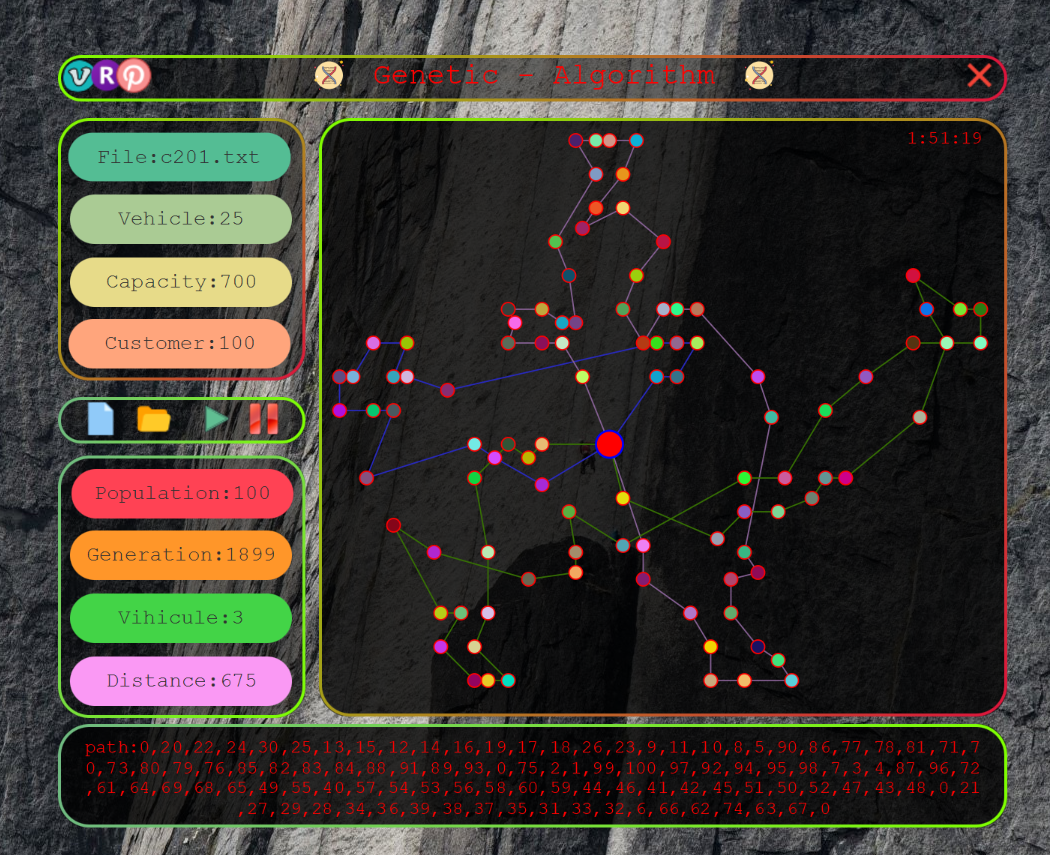 V R P
Genetic - Algorithm
File:c201.txt
1:51:19
Vehicle:25
Capacity:700
Customer:100
Population:100
Generation:1899
Vihicule:3
Distance:675
path:0,20,22,24,30,25,13,15,12,14,16,19,17,18,26,23,9,11,10,8,5,90,86,77,78,81,71,7
0,73,80,79,76,85,82,83,84,88,91,89,93,0,75,2,1,99,100,97,92,94,95,98,7,3,4,87,96,72
,61,64,69,68,65,49,55,40,57,54,53,56,58,60,59,44,46,41,42,45,51,50,52,47,43,48,0,21
,27,29,28,34,36,39,38,37,35,31,33,32,6,66,62,74,63,67,0